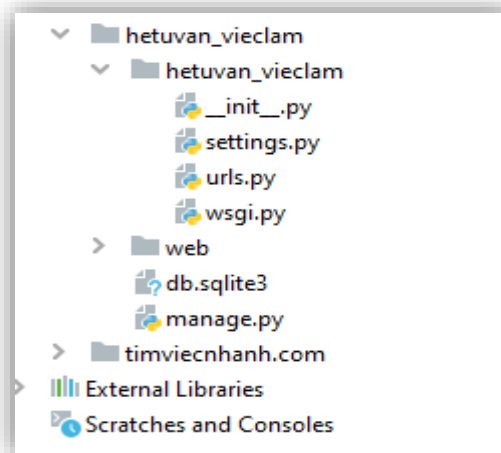 hetuvan_vieclam
hetuvan_vieclam
__init__.py
settings.py
urls.py
wsgi.py
web
db.sqlite3
manage.py
timviecnhanh.com
External Libraries
Scratches and Consoles